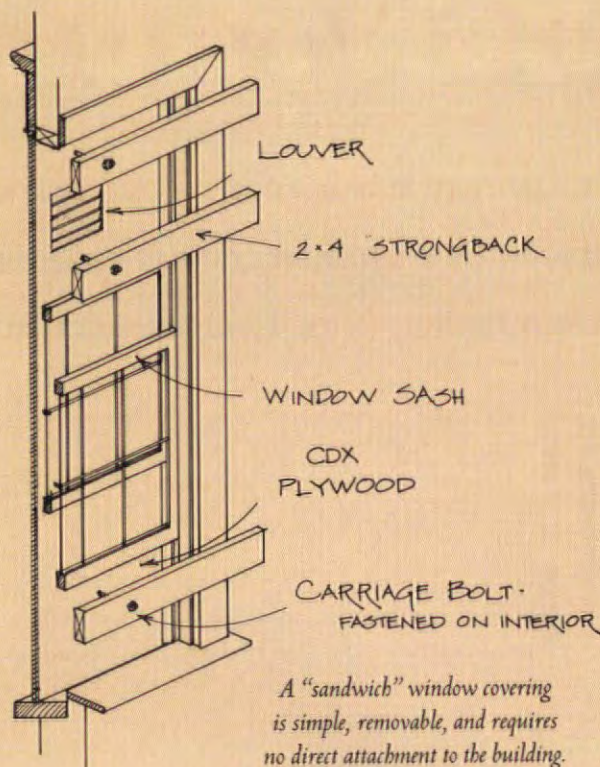 LOUVER
2×4 STRONGBACK
WINDOW SASH
CDX
PLYWOOD
CARRIAGE BOLT·
FASTENED ON INTERIOR
A “sandwich” window covering
is simple, removable, and requires
no direct attachment to the building.